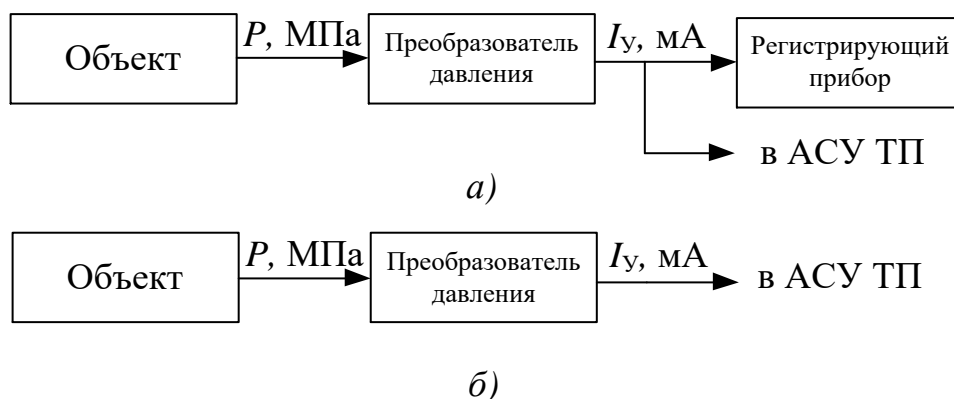 Объект
P, МПа
Преобразователь
давления
Iу, мА
Регистрирующий
прибор
в АСУ ТП
а)
Объект
P, МПа
Преобразователь
давления
Iу, мА
в АСУ ТП
б)